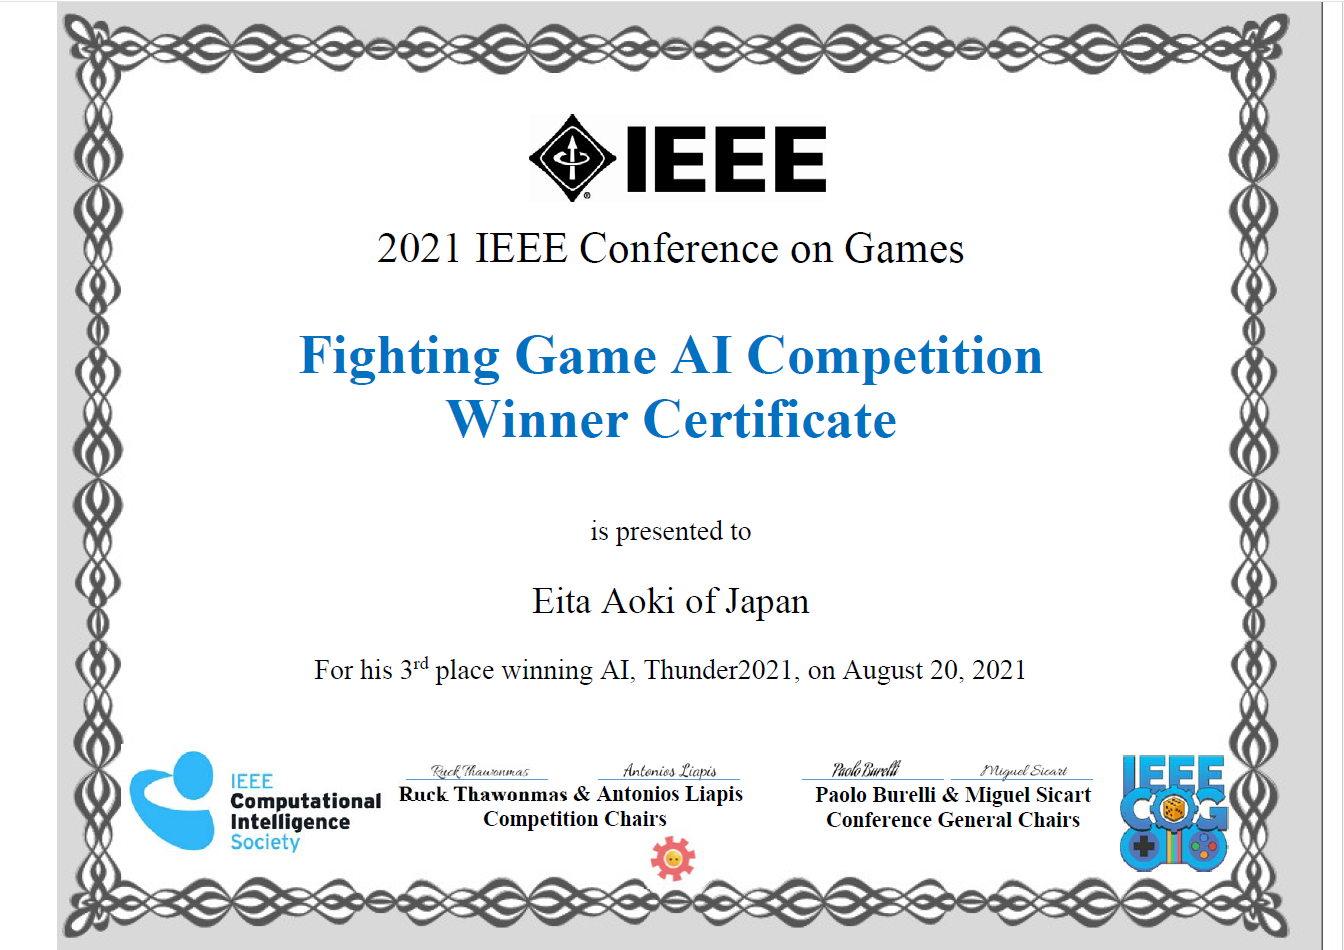 IEEE
2021 IEEE Conference on Games
Fighting Game AI Competition
Winner Certificate
is presented to
Eita Aoki of Japan
For his 3rd place winning AI, Thunder2021, on August 20, 2021
IEEE
Computational
Intelligence
Society
Ruck Thawonmas Antonios Liapis
Ruck Thawonmas & Antonios Liapis
Competition Chairs
Paolo Burelli Miguel Sicart
Paolo Burelli & Miguel Sicart
Conference General Chairs
IEEE
COG